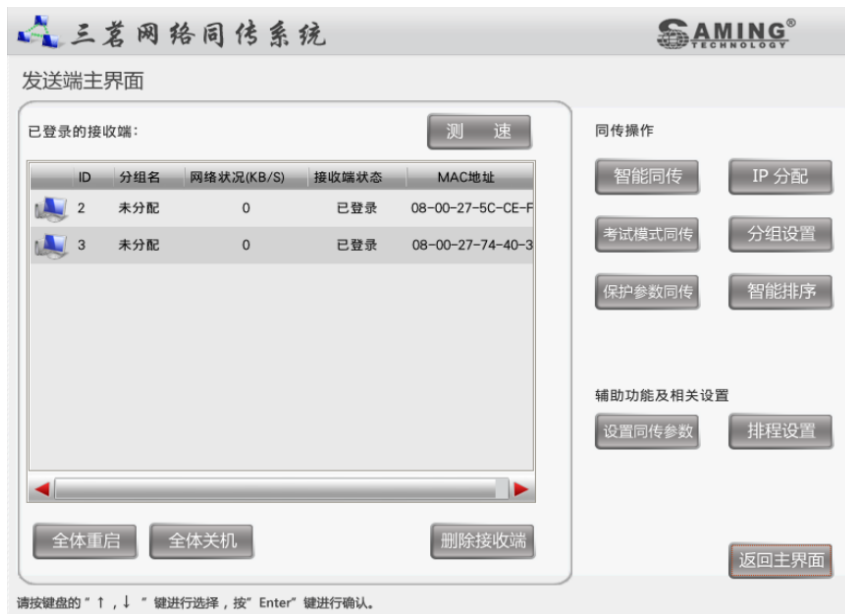 三茗网络同传系统
SAMING®
TECHNOLOGY
发送端主界面
已登录的接收端：
测 速
ID 分组名 网络状况(KB/S) 接收端状态 MAC地址
2 未分配 0 已登录 08-00-27-5C-CE-F
3 未分配 0 已登录 08-00-27-74-40-3
全体重启 全体关机 删除接收端
同传操作
智能同传 IP 分配
考试模式同传 分组设置
保护参数同传 智能排序
辅助功能及相关设置
设置同传参数 排程设置
返回主界面
请按键盘的“↑，↓ ”键进行选择，按”Enter”键进行确认。